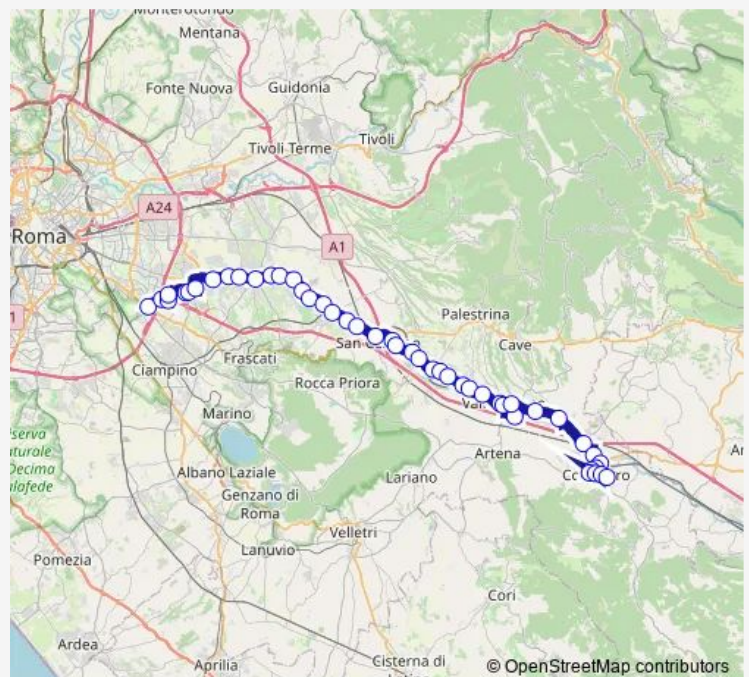 Monterotondo
Mentana
Fonte Nuova
Guidonia
Tivoli
Tivoli Terme
A24
Roma
A1
Palestrina
Frascati
Cave
Ciampino
Rocca Priora
Marino
Artena
Albano Laziale
Lariano
Genzano di
Roma
Velletri
Lanuvio
Pomezia
Cori
Ardea
Aprilia
Cisterna di
© OpenStreetMap contributors